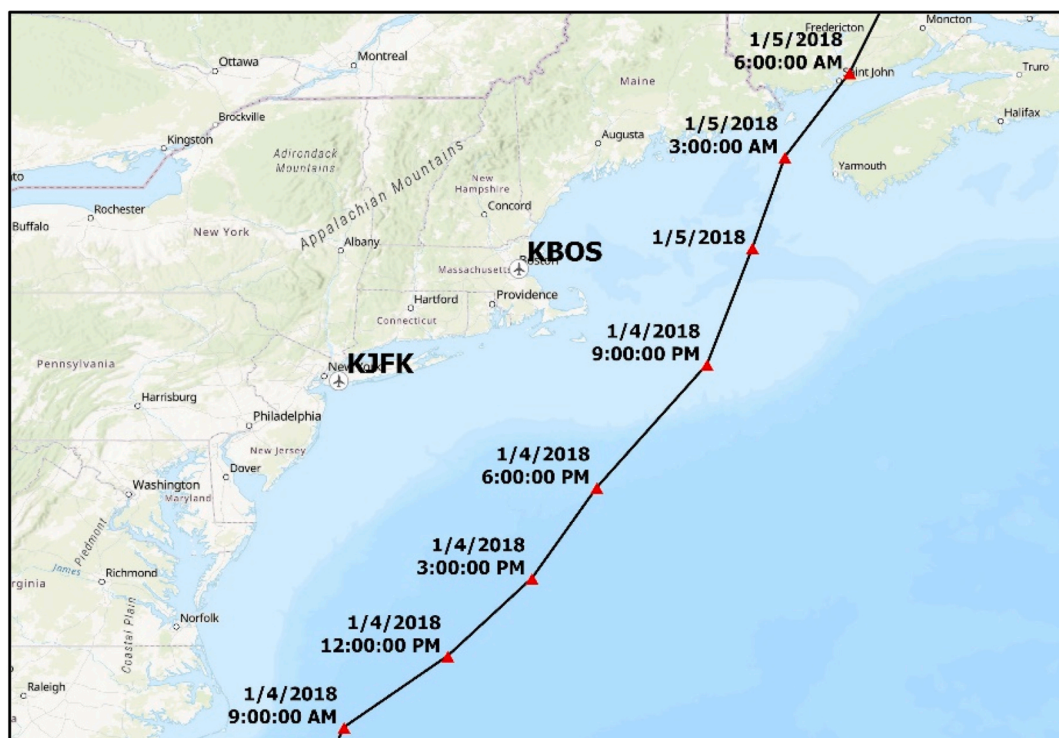 Fredericton
Moncton
1/5/2018
6:00:00 AM
Saint John
Truro
Montreal
Ottawa
Maine
Halifax
Brockville
1/5/2018
3:00:00 AM
Kingston
Augusta
Yarmouth
Adirondack
Mountains
Appalachian Mountains
New
Hampshire
Concord
Rochester
Buffalo
New York
Albany
1/5/2018
KBOS
Boston
Massachusetts
Hartford
Providence
Connecticut
1/4/2018
9:00:00 PM
KJFK
New York
Pennsylvania
Harrisburg
Philadelphia
New Jersey
1/4/2018
6:00:00 PM
Dover
Washington
Maryland
Piedmont
1/4/2018
3:00:00 PM
James
Richmond
Coastal Plain
Norfolk
1/4/2018
12:00:00 PM
Raleigh
1/4/2018
9:00:00 AM